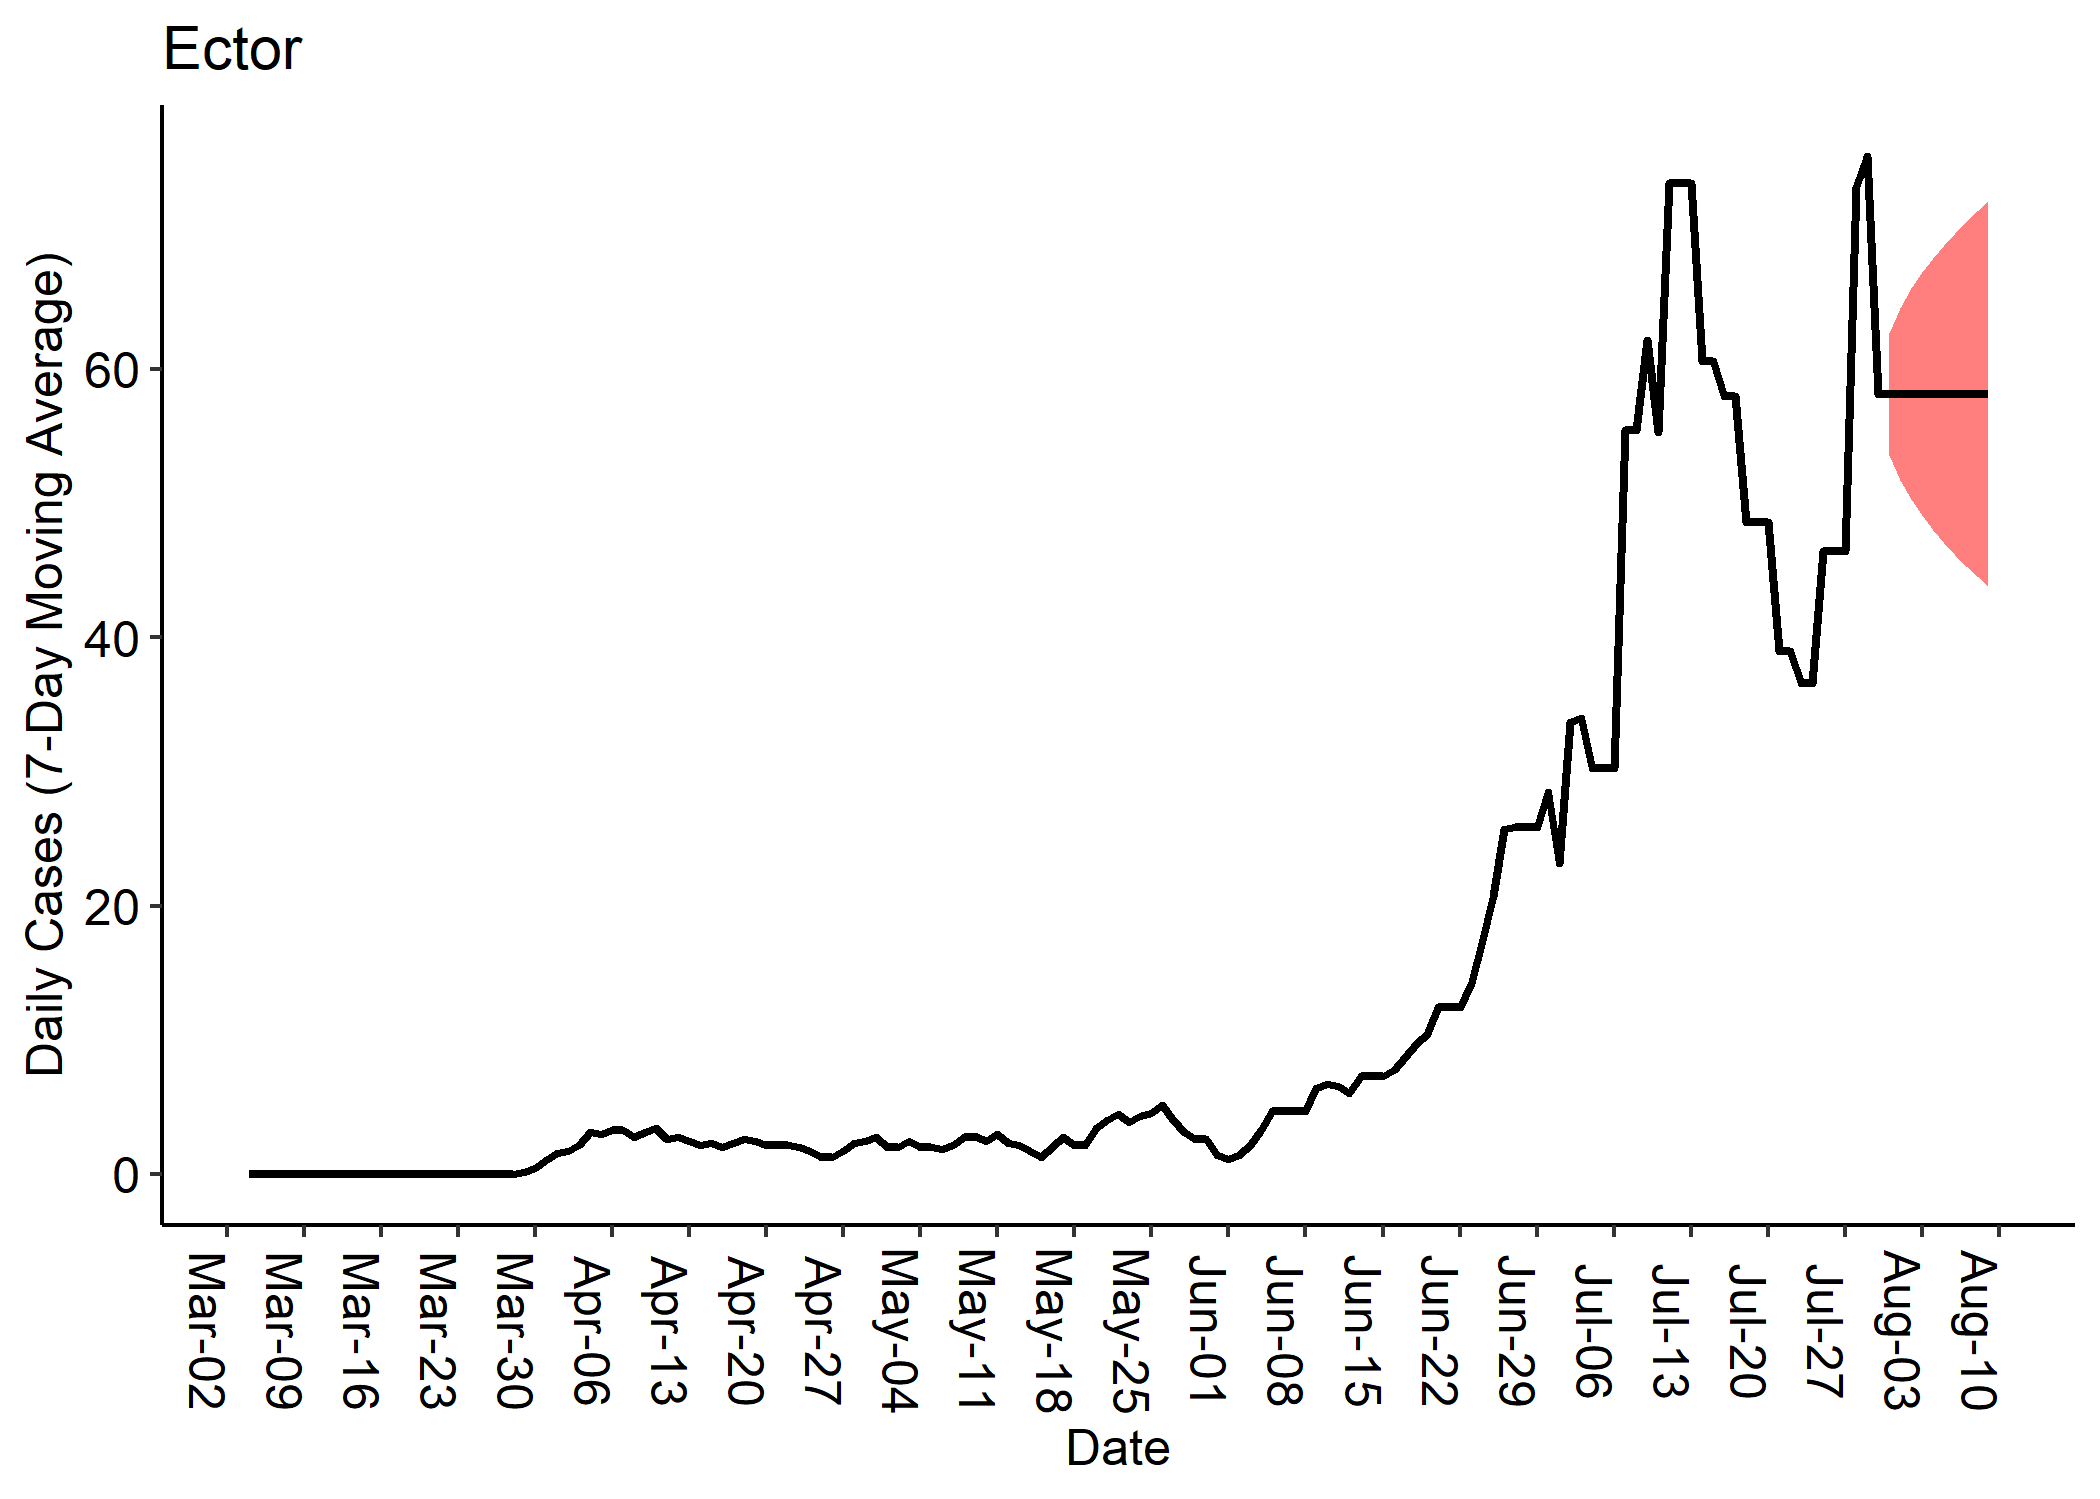 Ector
Daily Cases (7-Day Moving Average)
60
40
20
0
Mar-02
Mar-09
Mar-16
Mar-23
Mar-30
Apr-06
Apr-13
Apr-20
Apr-27
May-04
May-11
May-18
May-25
Jun-01
Jun-08
Jun-15
Jun-22
Jun-29
Jul-06
Jul-13
Jul-20
Jul-27
Aug-03
Aug-10
Date